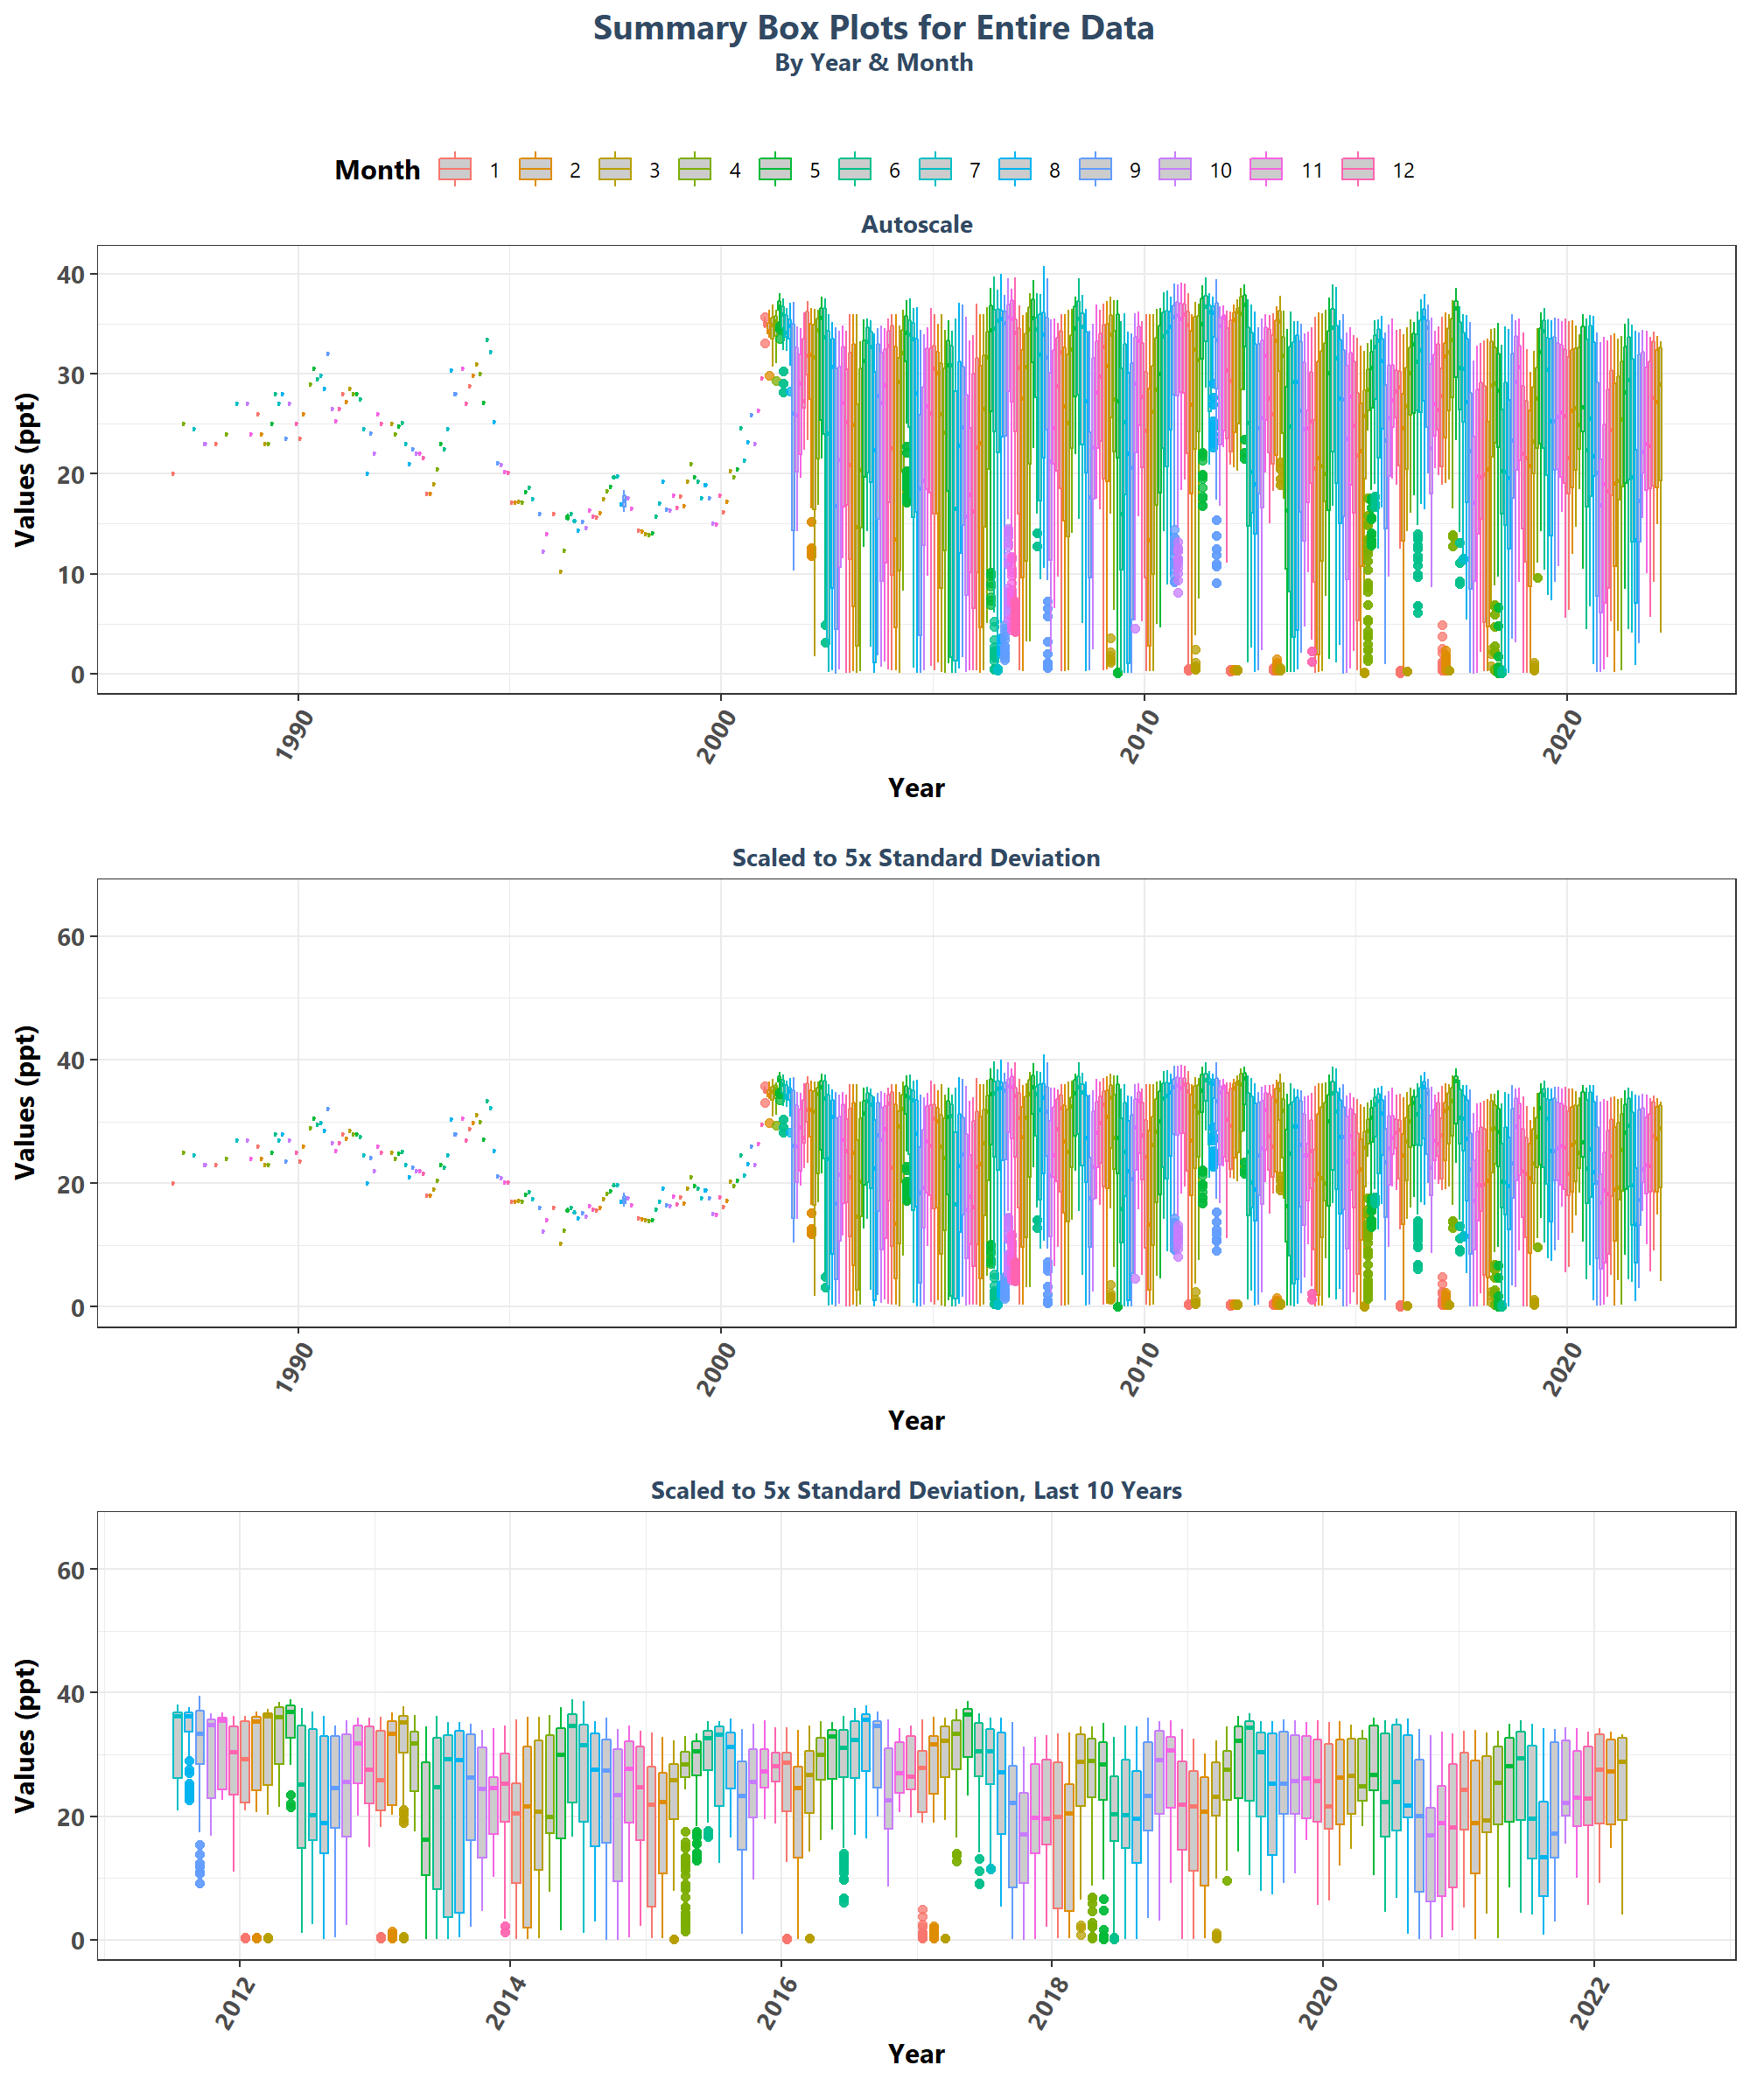 Summary Box Plots for Entire Data
By Year & Month
Month 1 2 3 4 5 6 7 8 9 10 11 12
Autoscale
Values (ppt)
40
30
20
10
0
1990 2000 2010 2020
Year
Scaled to 5x Standard Deviation
Values (ppt)
60
40
20
0
1990 2000 2010 2020
Year
Scaled to 5x Standard Deviation, Last 10 Years
Values (ppt)
60
40
20
0
2012 2014 2016 2018 2020 2022
Year